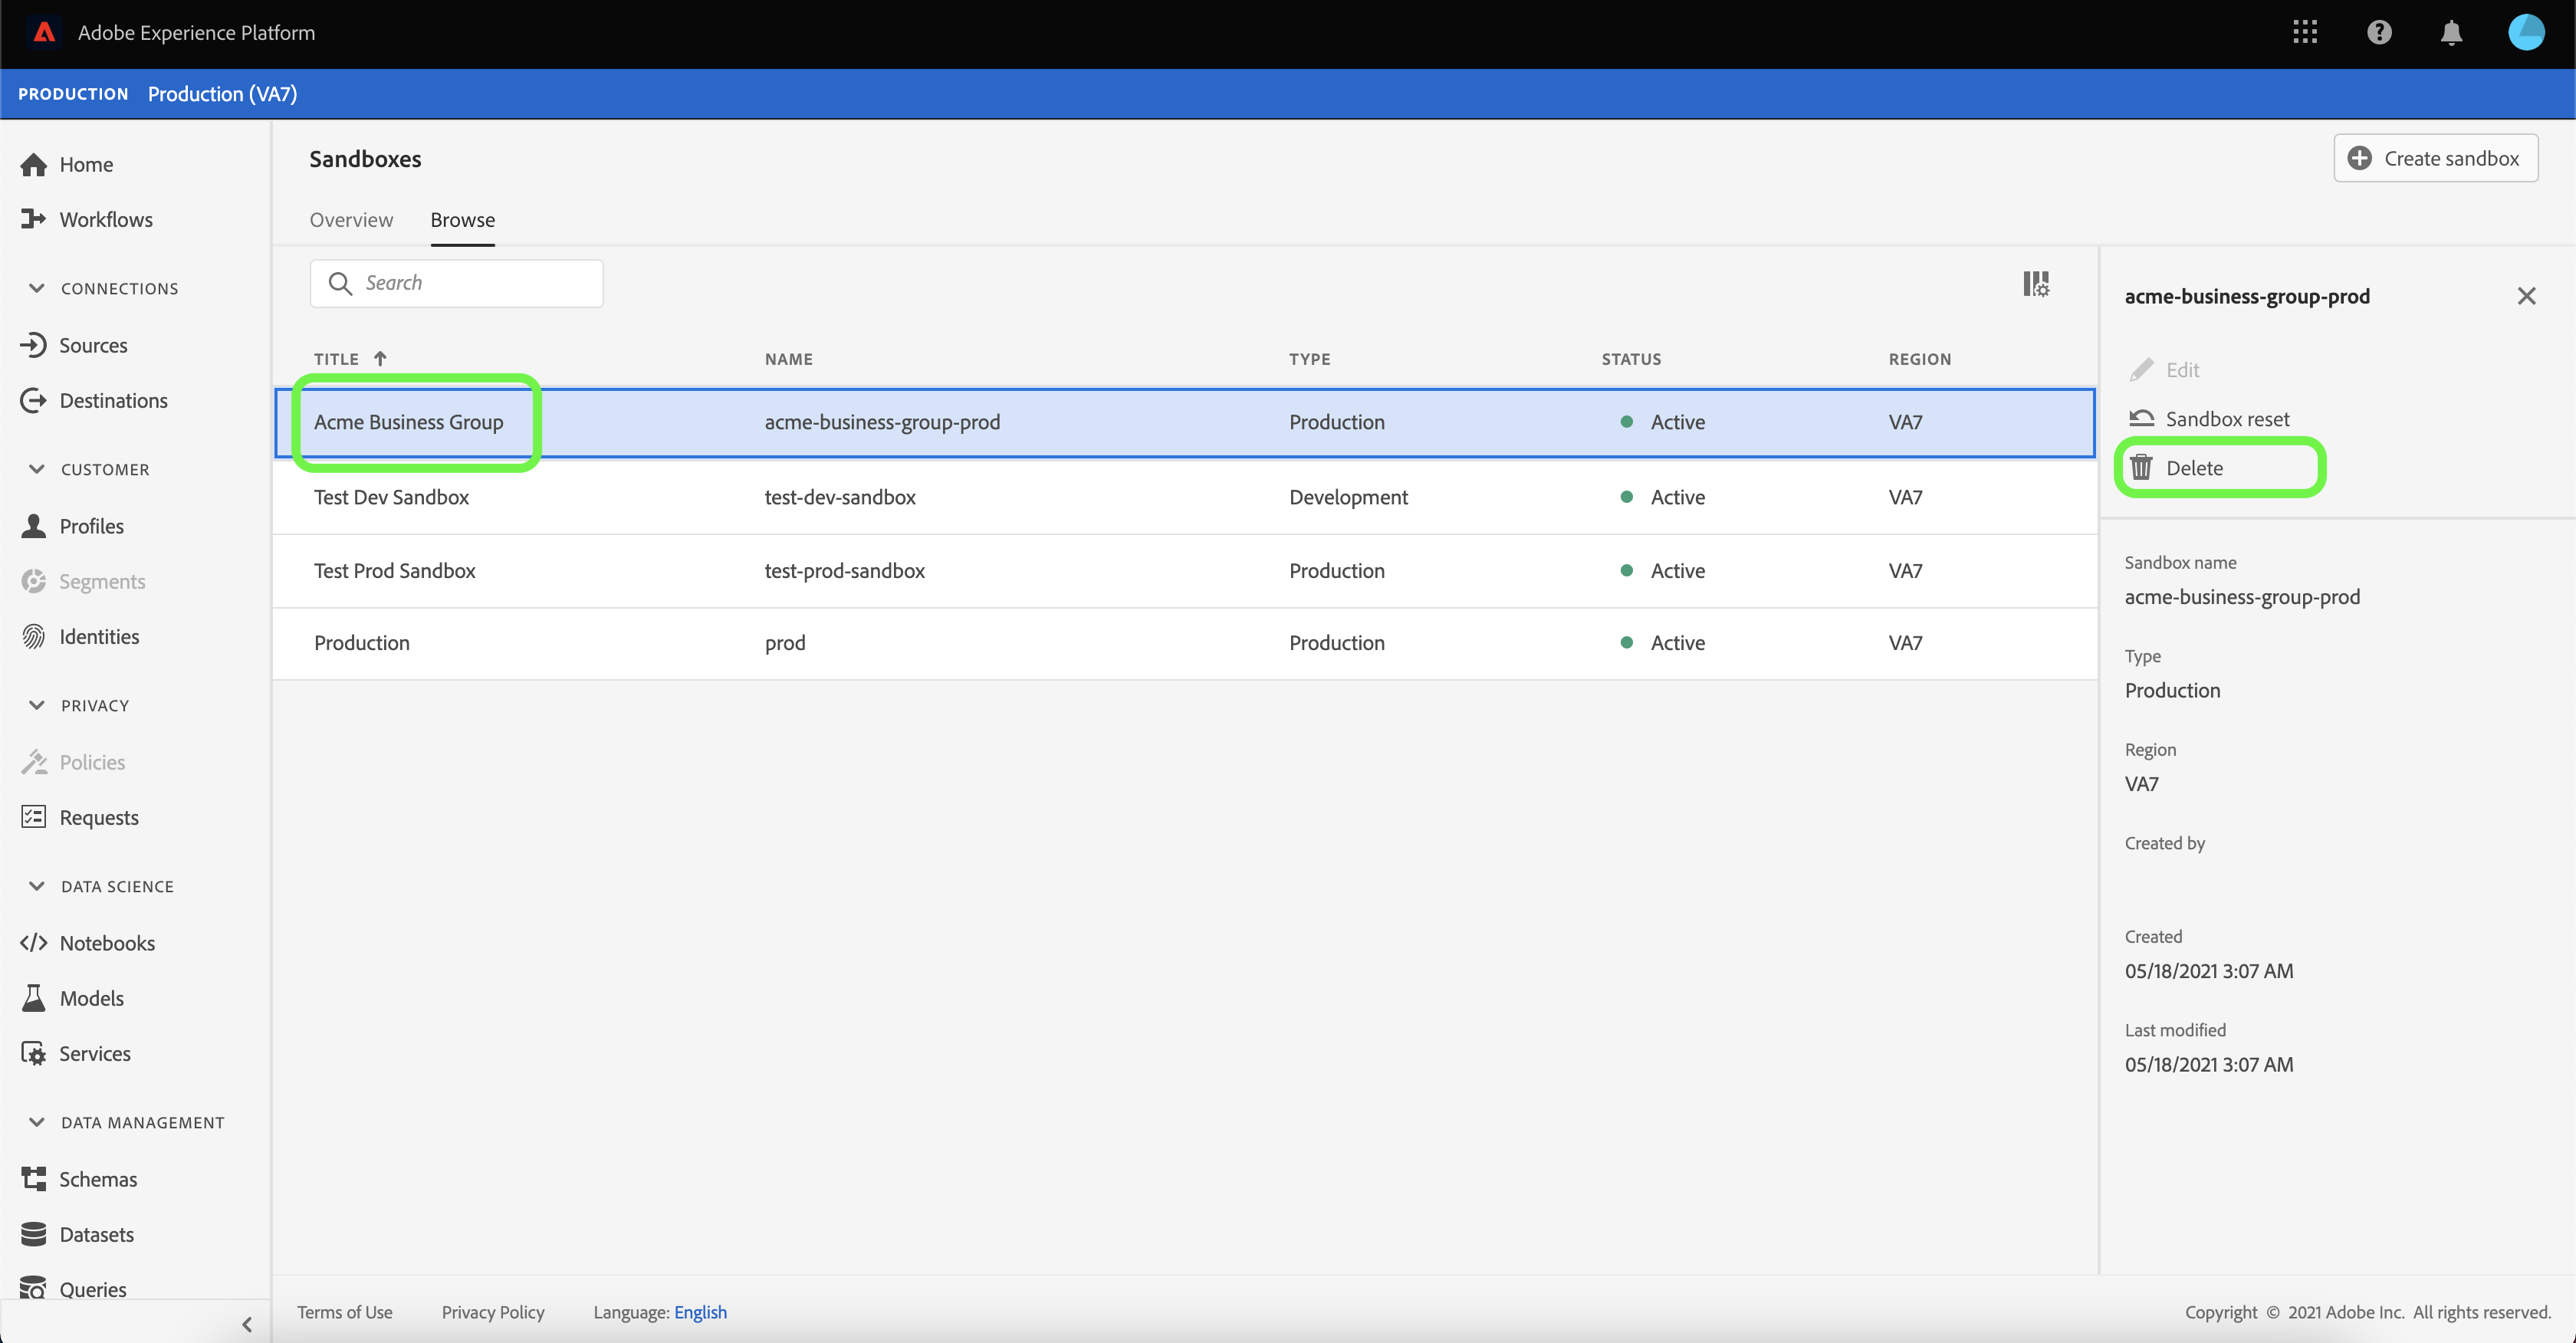 Adobe Experience Platform
PRODUCTION Production (VA7)
Home
Workflows
CONNECTIONS
Sources
Destinations
CUSTOMER
Profiles
Segments
Identities
PRIVACY
Policies
Requests
DATA SCIENCE
Notebooks
Models
Services
DATA MANAGEMENT
Schemas
Datasets
Queries
Sandboxes
Create sandbox
Overview Browse
Search
TITLE NAME TYPE STATUS REGION
Acme Business Group acme-business-group-prod Production Active VA7
Test Dev Sandbox test-dev-sandbox Development Active VA7
Test Prod Sandbox test-prod-sandbox Production Active VA7
Production prod Production Active VA7
acme-business-group-prod
Edit
Sandbox reset
Delete
Sandbox name
acme-business-group-prod
Type
Production
Region
VA7
Created by
Created
05/18/2021 3:07 AM
Last modified
05/18/2021 3:07 AM
Terms of Use Privacy Policy Language: English
Copyright © 2021 Adobe Inc. All rights reserved.